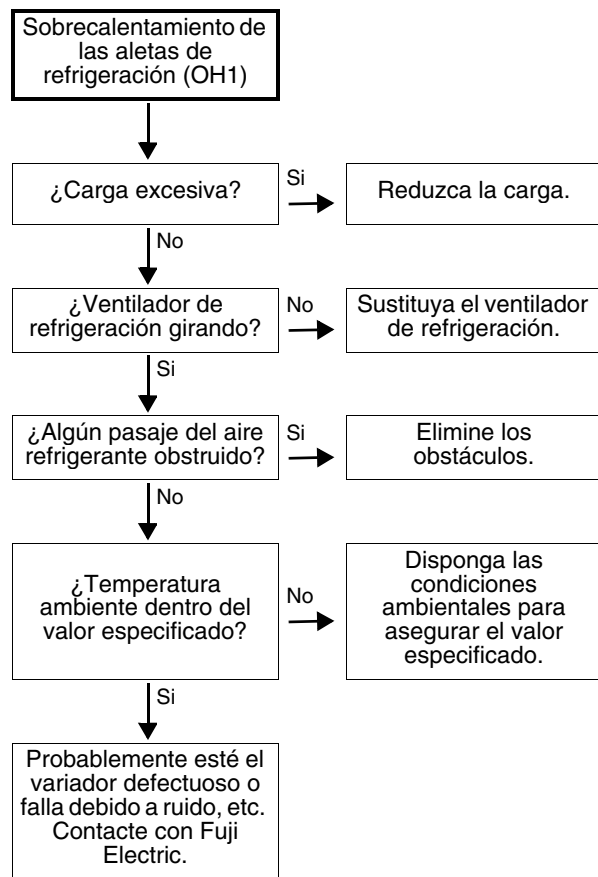 Sobrecalentamiento de
las aletas de
refrigeración (OH1)
¿Carga excesiva?
Si
Reduzca la carga.
No
¿Ventilador de
refrigeración girando?
No
Sustituya el ventilador
de refrigeración.
Si
¿Algún pasaje del aire
refrigerante obstruido?
Si
Elimine los
obstáculos.
No
¿Temperatura
ambiente dentro del
valor especificado?
No
Disponga las
condiciones
ambientales para
asegurar el valor
especificado.
Si
Probablemente esté el
variador defectuoso o
falla debido a ruido, etc.
Contacte con Fuji
Electric.